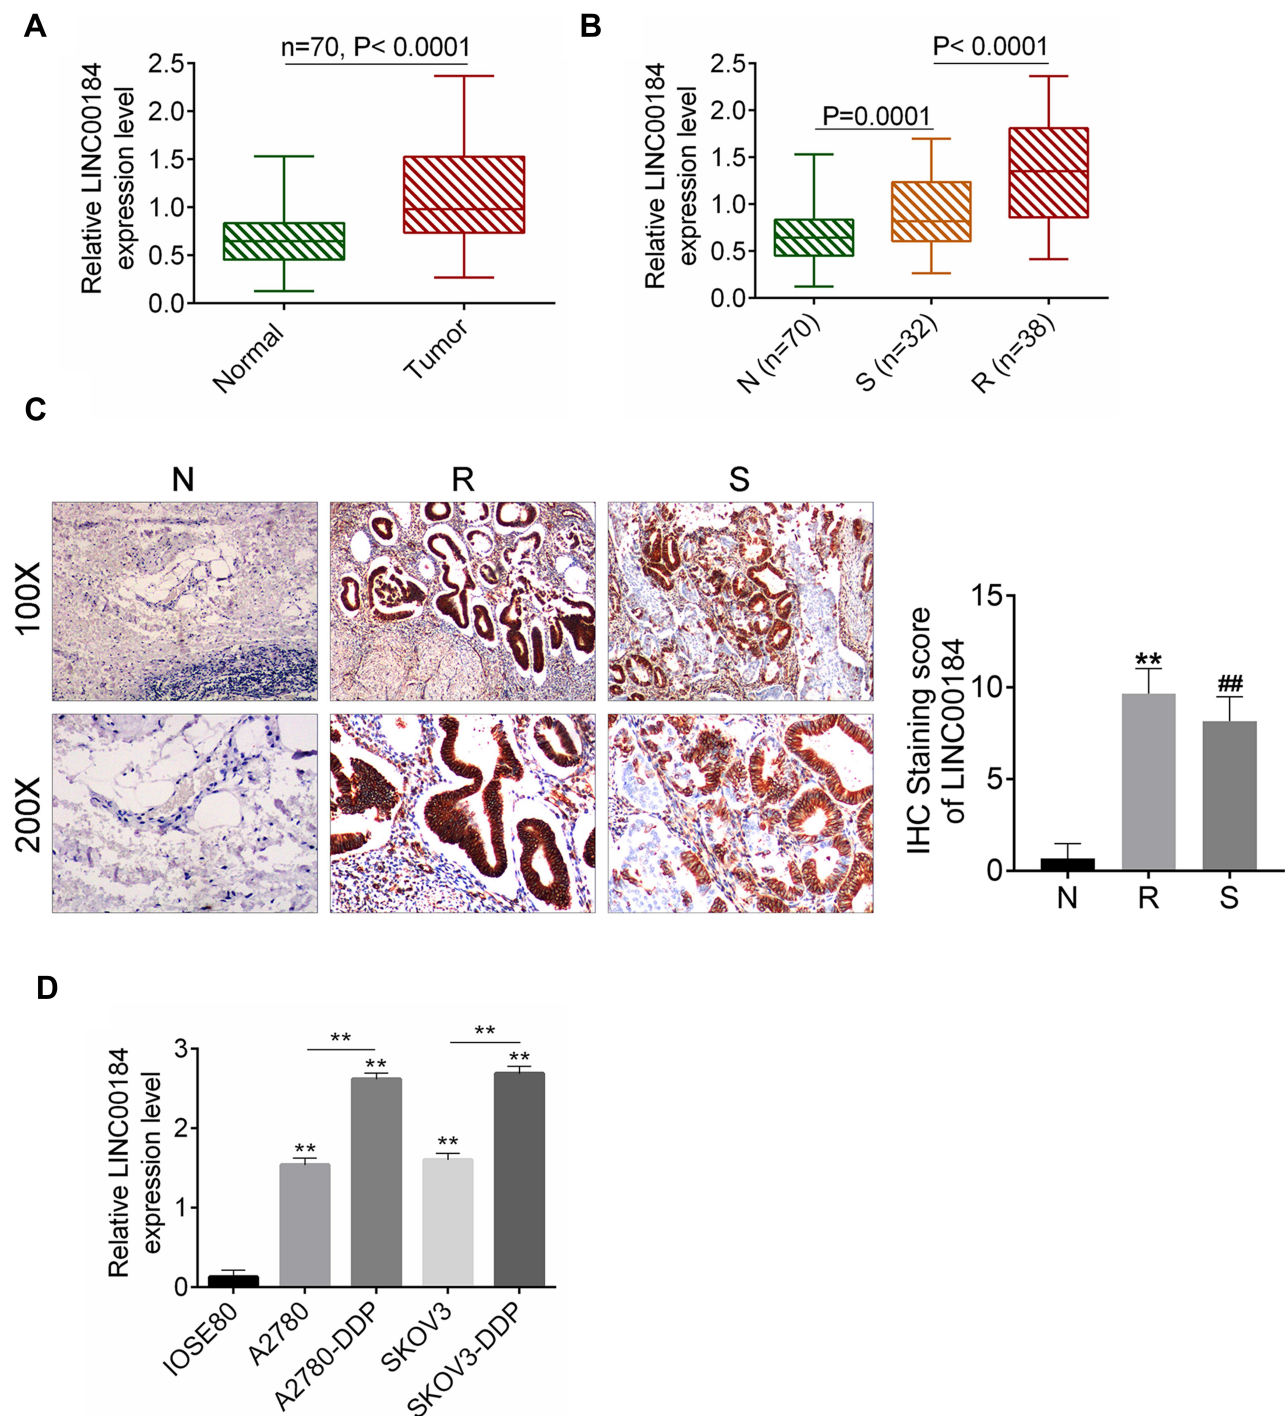 A
n=70, P< 0.0001
Relative LINC00184
expression level
2.5
2.0
1.5
1.0
0.5
0.0
Normal
Tumor
B
P< 0.0001
P=0.0001
Relative LINC00184
expression level
2.5
2.0
1.5
1.0
0.5
0.0
N (n=70)
S (n=32)
R (n=38)
C
N
R
S
100X
200X
IHC Staining score
of LINC00184
15
10
5
0
**
##
N
R
S
D
Relative LINC00184
expression level
3
2
1
0
**
**
**
**
**
**
IOSE80
A2780
A2780-DDP
SKOV3
SKOV3-DDP